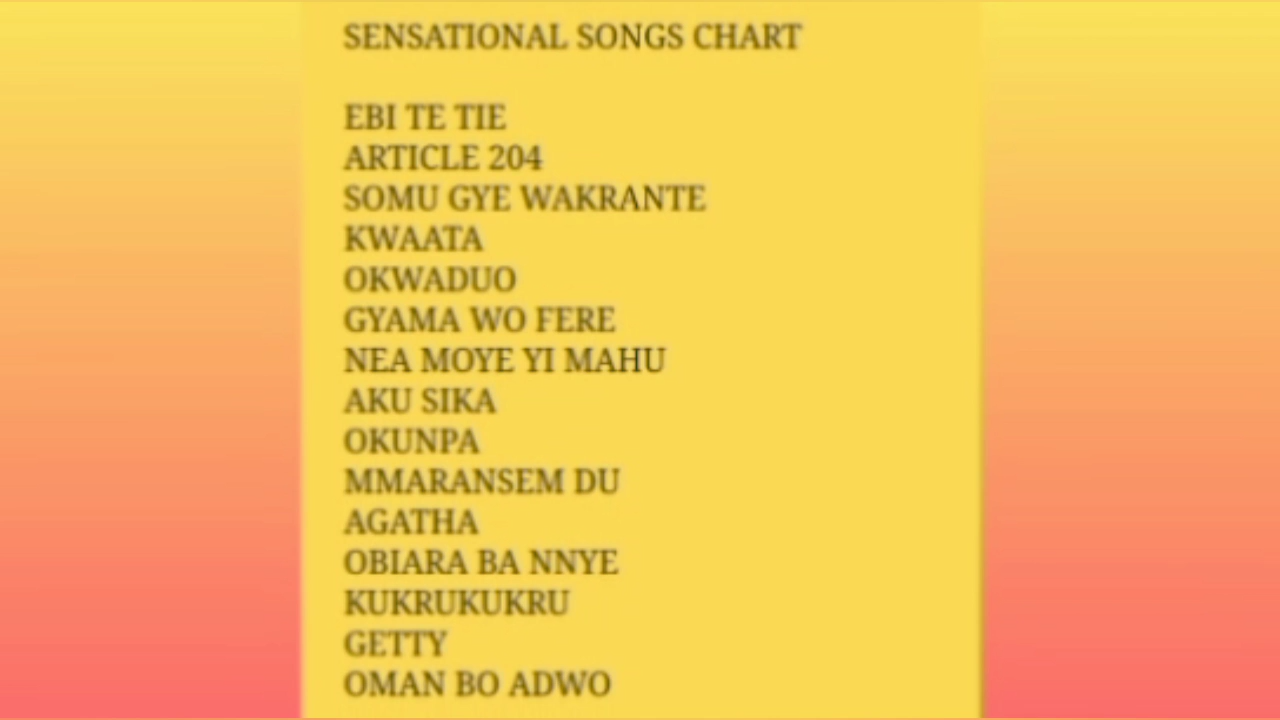 SENSATIONAL SONGS CHART
EBI TE TIE
ARTICLE 204
SOMU GYE WAKRANTE
KWAATA
OKWADUO
GYAMA WO FERE
NEA MOYE YI MAHU
AKU SIKA
OKUNPA
MMARANSEM DU
AGATHA
OBIARA BA NNYE
KUKRUKUKRU
GETTY
OMAN BO ADWO